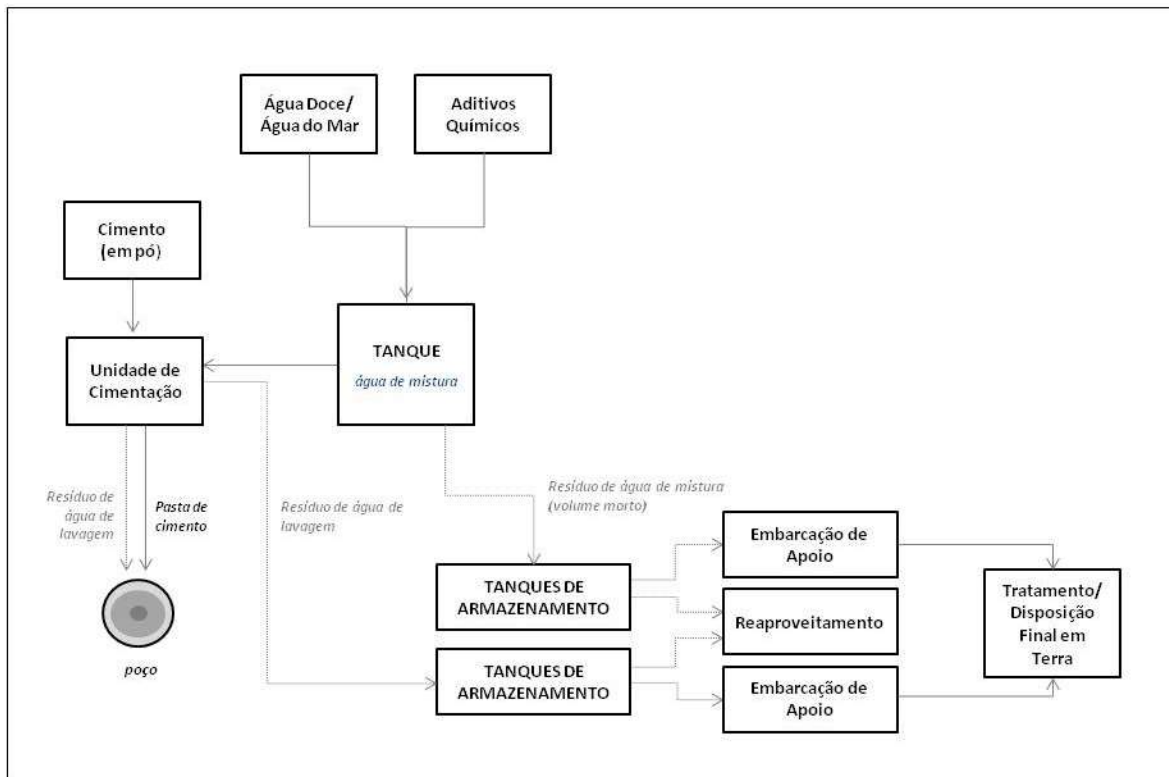 Água Doce/
Água do Mar
Aditivos
Químicos
Cimento
(em pó)
TANQUE
água de mistura
Unidade de
Cimentação
Resíduo de
água de
lavagem
Pasta de
cimento
Resíduo de água de
lavagem
Resíduo de água de mistura
(volume morto)
poço
TANQUES DE
ARMAZENAMENTO
TANQUES DE
ARMAZENAMENTO
Embarcação de
Apoio
Reaproveitamento
Embarcação de
Apoio
Tratamento/
Disposição
Final em
Terra